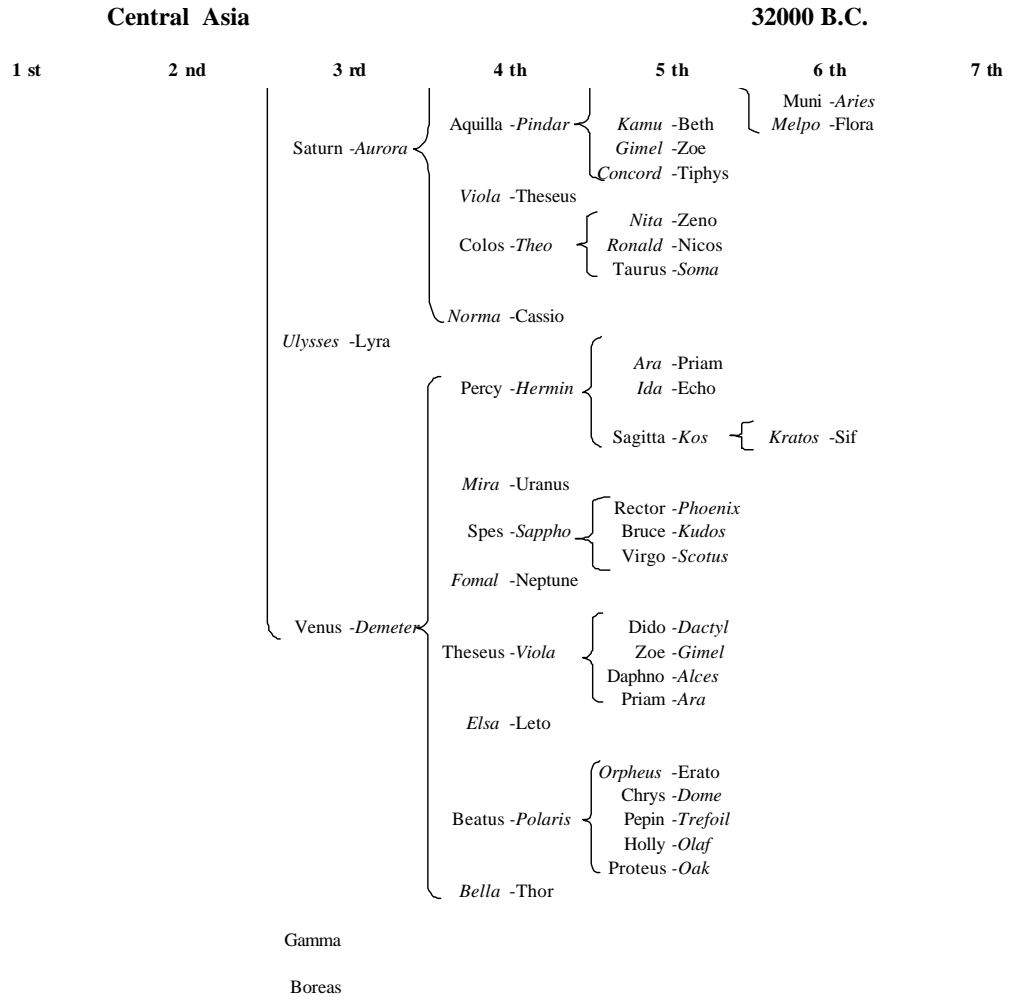 Central Asia 32000 B.C.
1 st 2 nd 3 rd 4 th 5 th 6 th 7 th
Muni -Aries
Aquilla -Pindar Kamu -Beth Melpo -Flora
Saturn -Aurora Gimel -Zoe
Concord -Tiphys
Viola -Theseus
Nita -Zeno
Colos -Theo Ronald -Nicos
Taurus -Soma
Norma -Cassio
Ulysses -Lyra
Ara -Priam
Percy -Hermin Ida -Echo
Sagitta -Kos Kratos -Sif
Mira -Uranus
Rector -Phoenix
Spes -Sappho Bruce -Kudos
Virgo -Scotus
Fomal -Neptune
Venus -Demeter Dido -Dactyl
Theseus -Viola Zoe -Gimel
Daphno -Alces
Priam -Ara
Elsa -Leto
Orpheus -Erato
Chrys -Dome
Beatus -Polaris Pepin -Trefoil
Holly -Olaf
Proteus -Oak
Bella -Thor
Gamma
Boreas